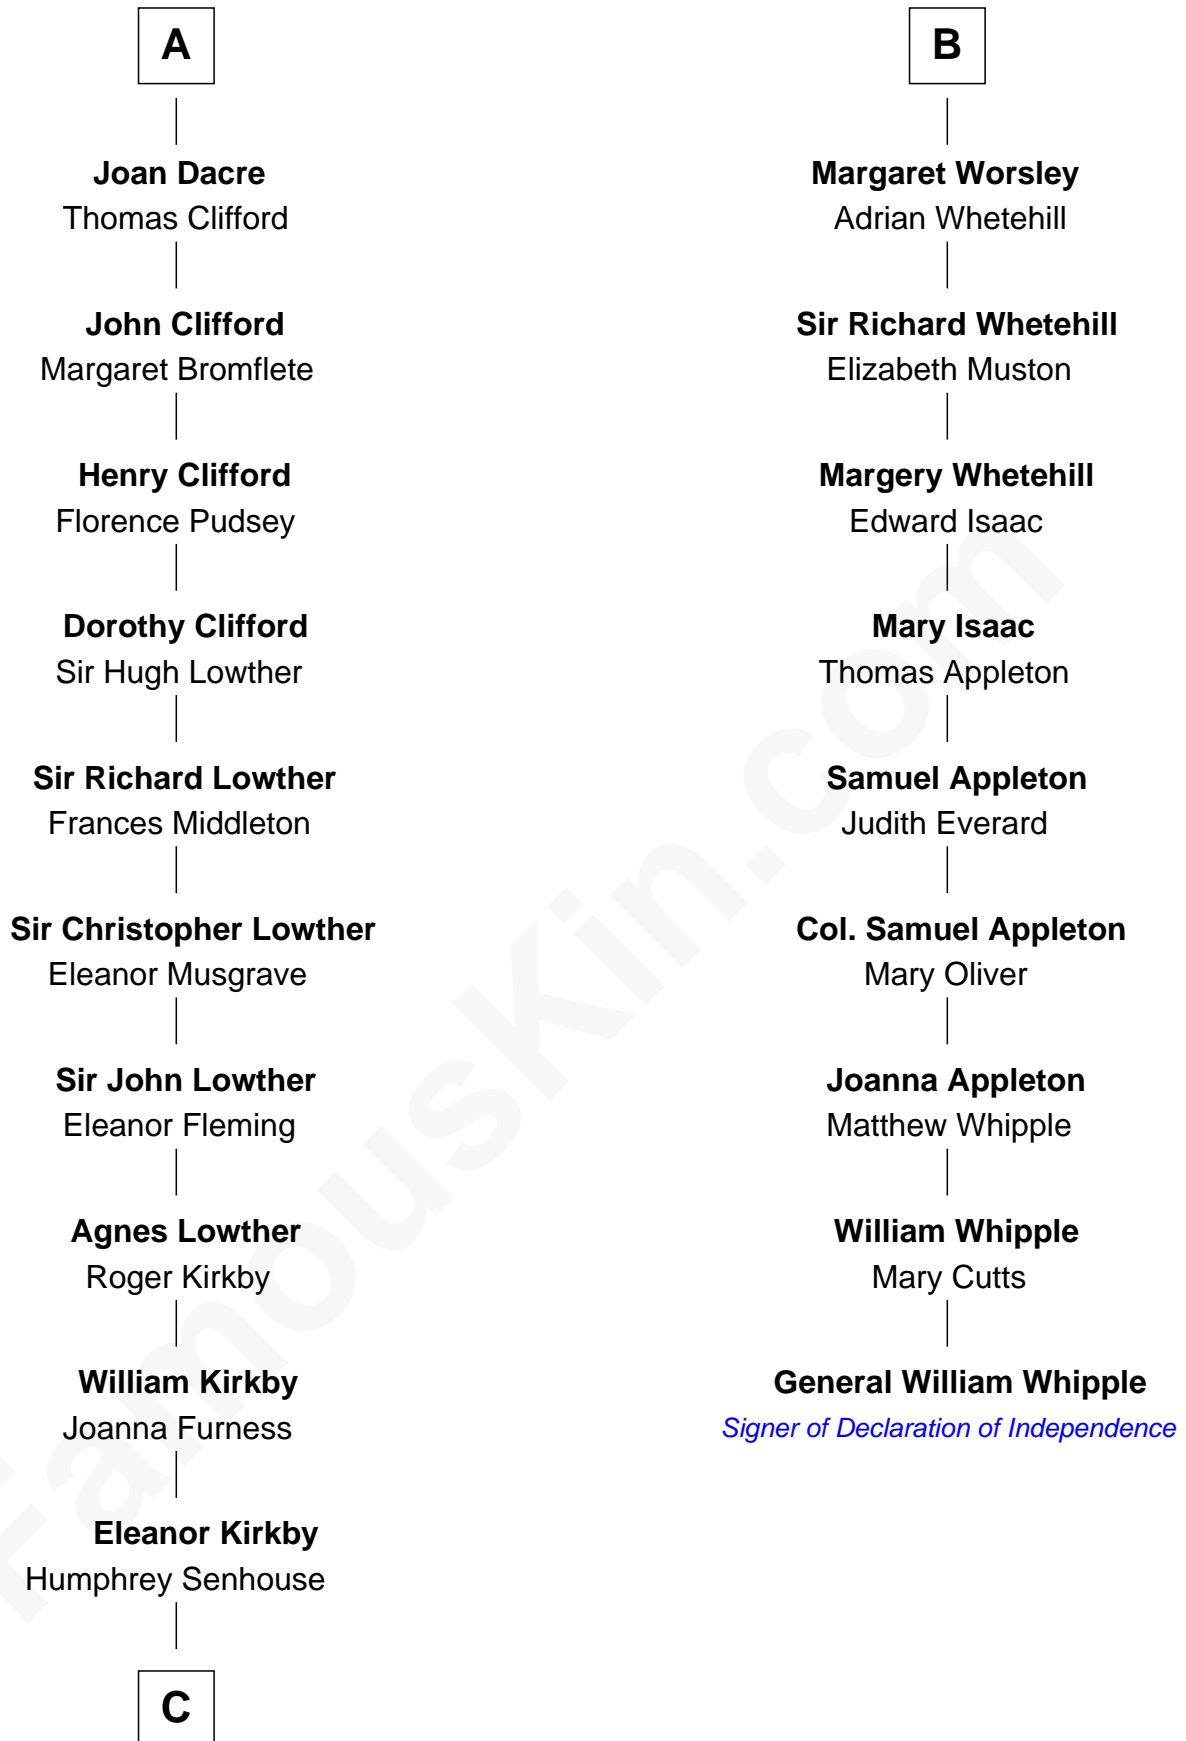 A
Joan Dacre
Thomas Clifford
John Clifford
Margaret Bromflete
Henry Clifford
Florence Pudsey
Dorothy Clifford
Sir Hugh Lowther
Sir Richard Lowther
Frances Middleton
Sir Christopher Lowther
Eleanor Musgrave
Sir John Lowther
Eleanor Fleming
Agnes Lowther
Roger Kirkby
William Kirkby
Joanna Furness
Eleanor Kirkby
Humphrey Senhouse
C
B
Margaret Worsley
Adrian Whetehill
Sir Richard Whetehill
Elizabeth Muston
Margery Whetehill
Edward Isaac
Mary Isaac
Thomas Appleton
Samuel Appleton
Judith Everard
Col. Samuel Appleton
Mary Oliver
Joanna Appleton
Matthew Whipple
William Whipple
Mary Cutts
General William Whipple
Signer of Declaration of Independence
FamousKin.com